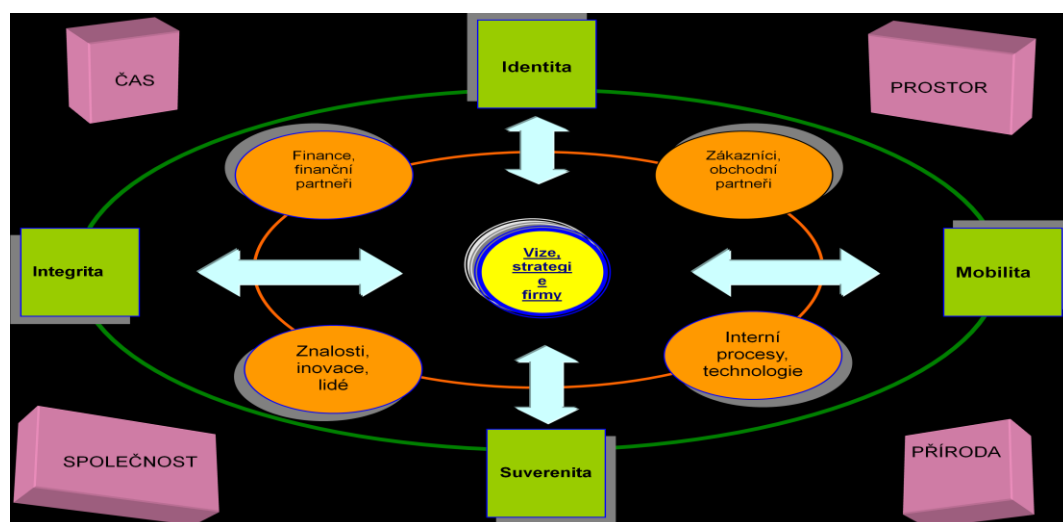 Identita
ČAS
PROSTOR
Finance,
finanční
partneři
Zákazníci,
obchodní
partneři
Integrita
Vize,
strategi
e
firmy
Mobilita
Znalosti,
inovace,
lidé
Interní
procesy,
technologie
SPOLEČNOST
Suverenita
PŘÍRODA